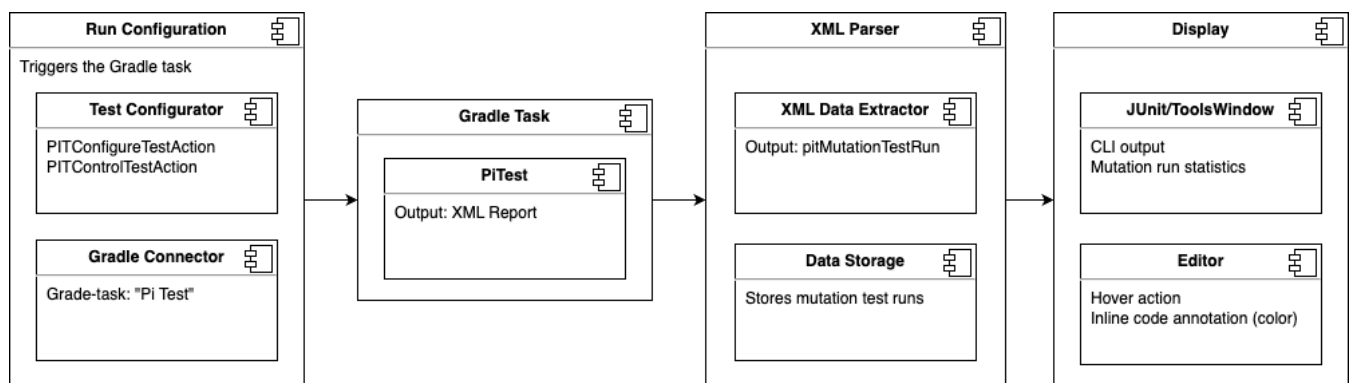 Run Configuration
Triggers the Gradle task
Test Configurator
PITConfigureTestAction
PITControlTestAction
Gradle Connector
Grade-task: "Pi Test"
Gradle Task
PiTest
Output: XML Report
XML Parser
XML Data Extractor
Output: pitMutationTestRun
Data Storage
Stores mutation test runs
Display
JUnit/ToolsWindow
CLI output
Mutation run statistics
Editor
Hover action
Inline code annotation (color)